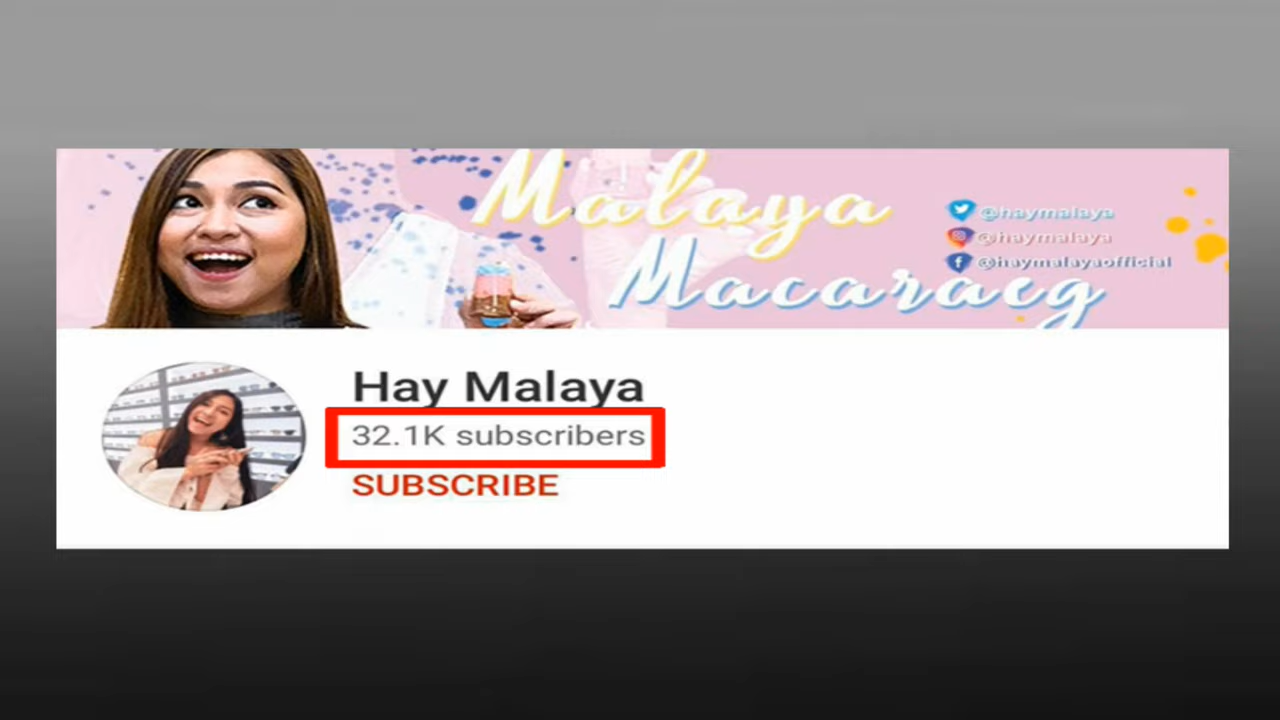 Malaya
Macaraeg
@haymalaya
@haymalaya
@haymalayaofficial
Hay Malaya
32.1K subscribers
SUBSCRIBE